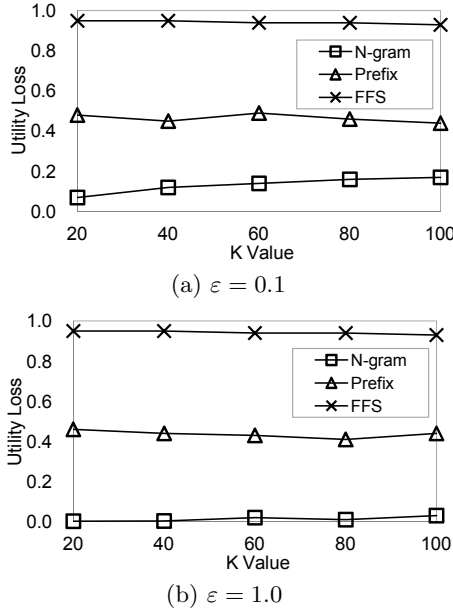 1.0
0.8
0.6
0.4
0.2
0.0
Utility Loss
N-gram
Prefix
FFS
20 40 60 80 100
K Value
(a) ε = 0.1
1.0
0.8
0.6
0.4
0.2
0.0
Utility Loss
N-gram
Prefix
FFS
20 40 60 80 100
K Value
(b) ε = 1.0